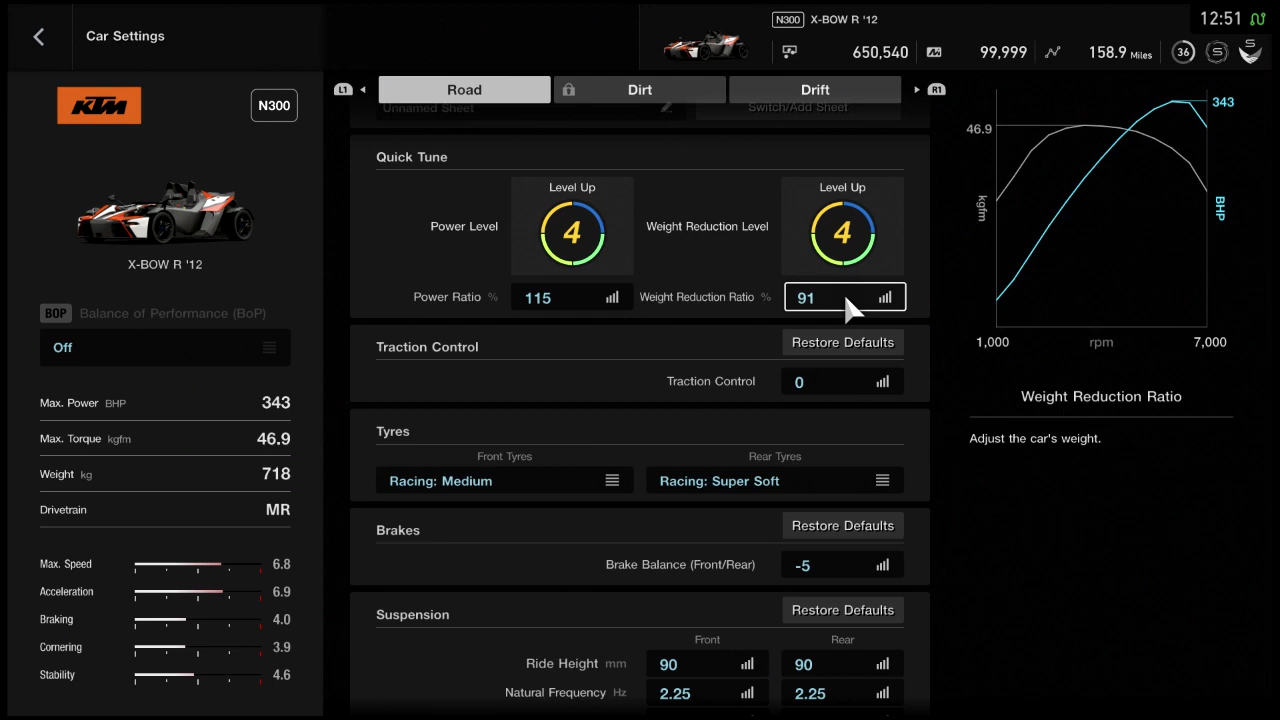 Car Settings
N300 X-BOW R '12
12:51
650,540
99,999
158.9 Miles
36
S
S
L1
Road
Dirt
Drift
R1
KTM
N300
Unnamed Sheet
Switch/Add Sheet
X-BOW R '12
BOP Balance of Performance (BoP)
Off
Max. Power BHP 343
Max. Torque kgfm 46.9
Weight kg 718
Drivetrain MR
Max. Speed 6.8
Acceleration 6.9
Braking 4.0
Cornering 3.9
Stability 4.6
Quick Tune
Level Up
Level Up
Power Level 4
Weight Reduction Level 4
Power Ratio % 115
Weight Reduction Ratio % 91
Traction Control
Restore Defaults
Traction Control 0
Tyres
Front Tyres
Rear Tyres
Racing: Medium
Racing: Super Soft
Brakes
Restore Defaults
Brake Balance (Front/Rear) -5
Suspension
Restore Defaults
Front
Rear
Ride Height mm 90 90
Natural Frequency Hz 2.25 2.25
343
46.9
kgfm
BHP
1,000 rpm 7,000
Weight Reduction Ratio
Adjust the car's weight.